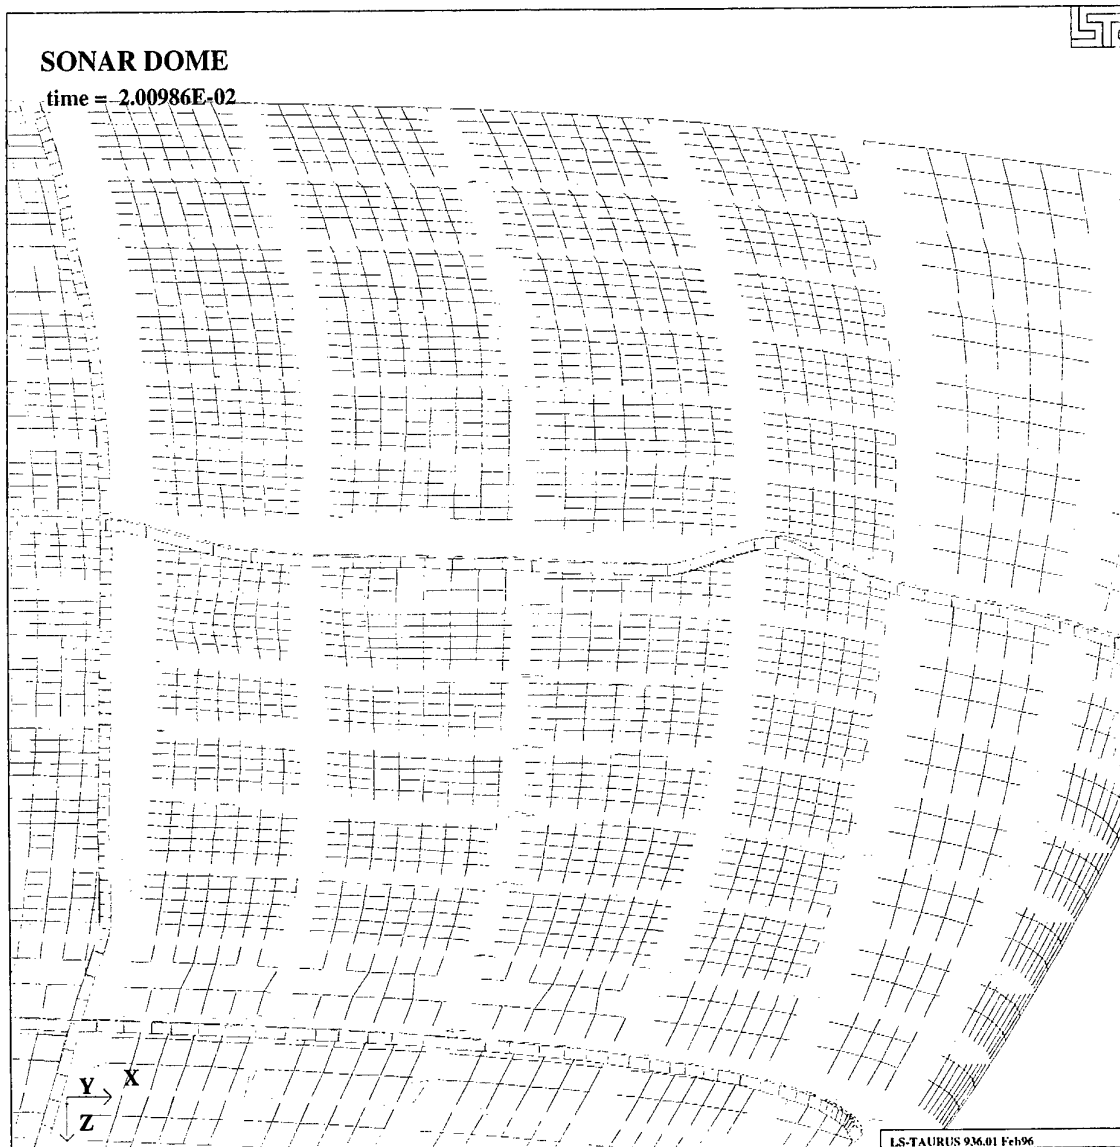 SONAR DOME
time = 2.00986E-02
Y X
Z
LS-TAURUS 936.01 Feb96